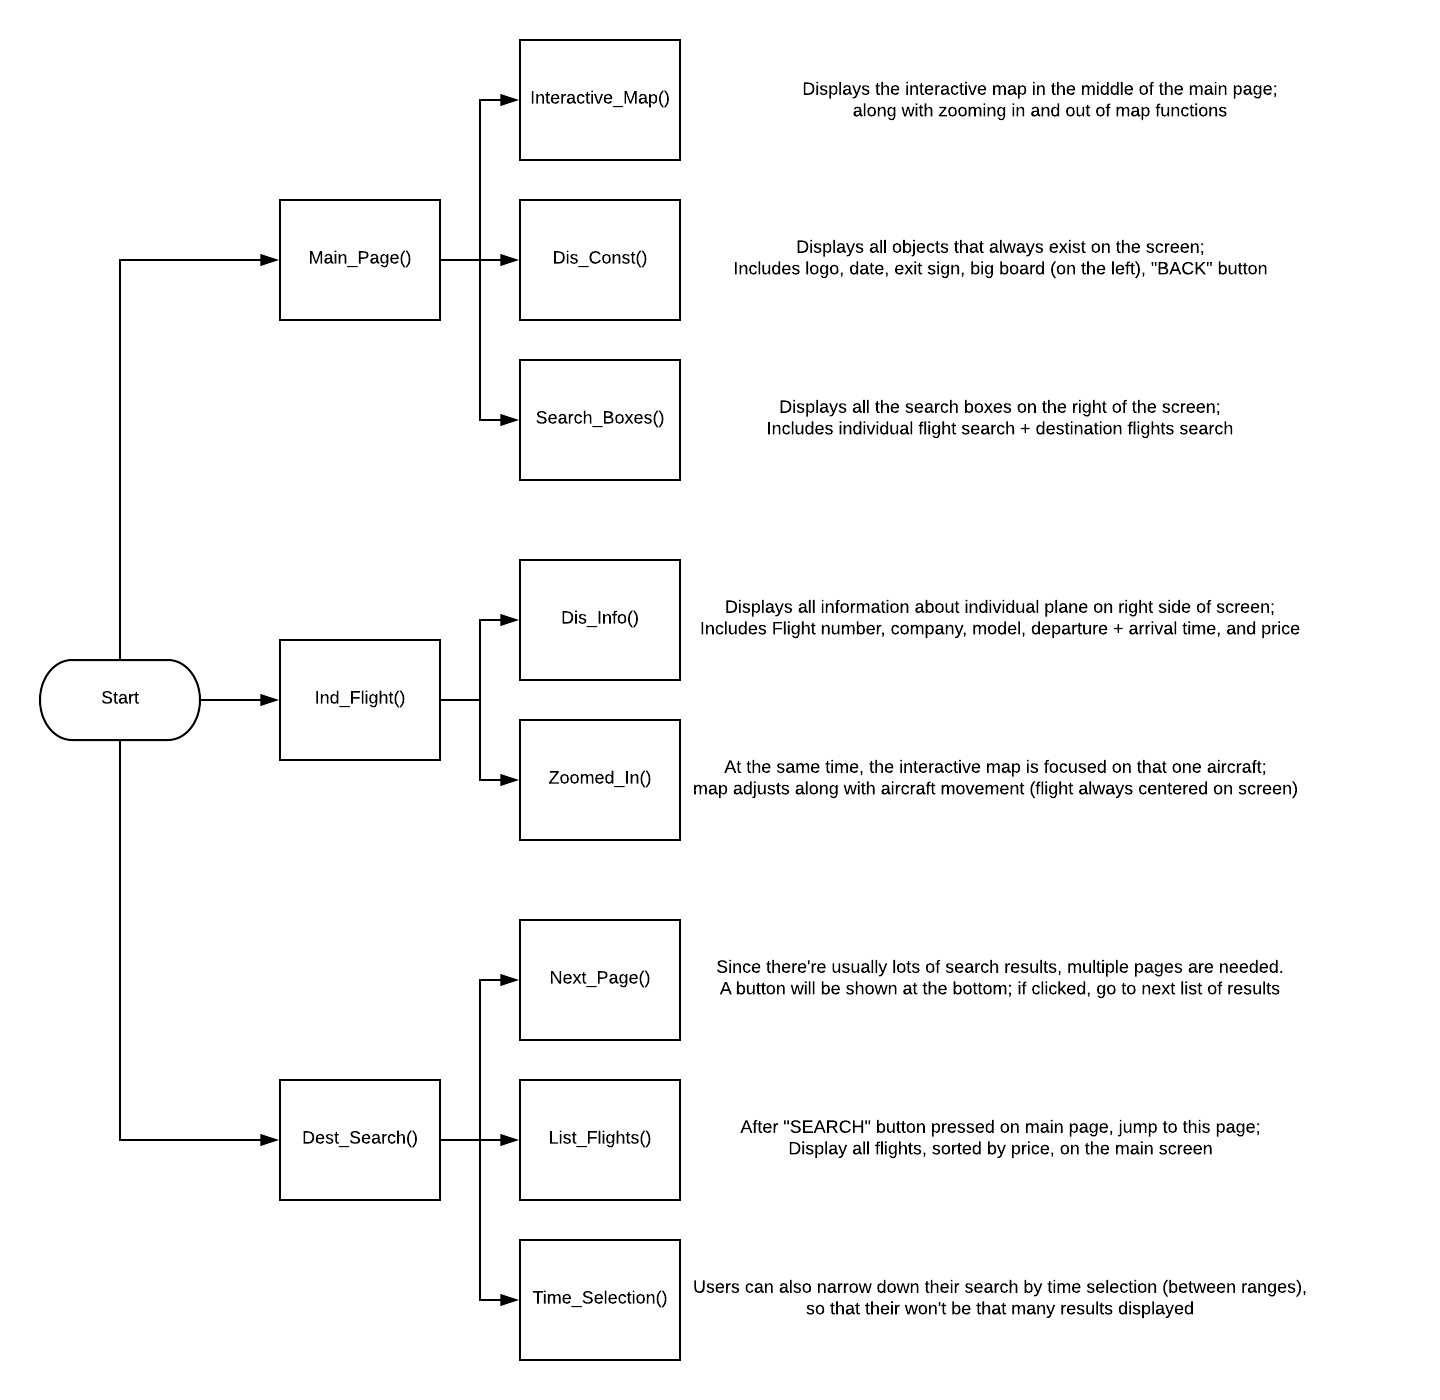 Interactive_Map()
Displays the interactive map in the middle of the main page;
along with zooming in and out of map functions
Main_Page()
Dis_Const()
Displays all objects that always exist on the screen;
Includes logo, date, exit sign, big board (on the left), "BACK" button
Search_Boxes()
Displays all the search boxes on the right of the screen;
Includes individual flight search + destination flights search
Dis_Info()
Displays all information about individual plane on right side of screen;
Includes Flight number, company, model, departure + arrival time, and price
Start
Ind_Flight()
Zoomed_In()
At the same time, the interactive map is focused on that one aircraft;
map adjusts along with aircraft movement (flight always centered on screen)
Next_Page()
Since there're usually lots of search results, multiple pages are needed.
A button will be shown at the bottom; if clicked, go to next list of results
Dest_Search()
List_Flights()
After "SEARCH" button pressed on main page, jump to this page;
Display all flights, sorted by price, on the main screen
Time_Selection()
Users can also narrow down their search by time selection (between ranges),
so that their won't be that many results displayed